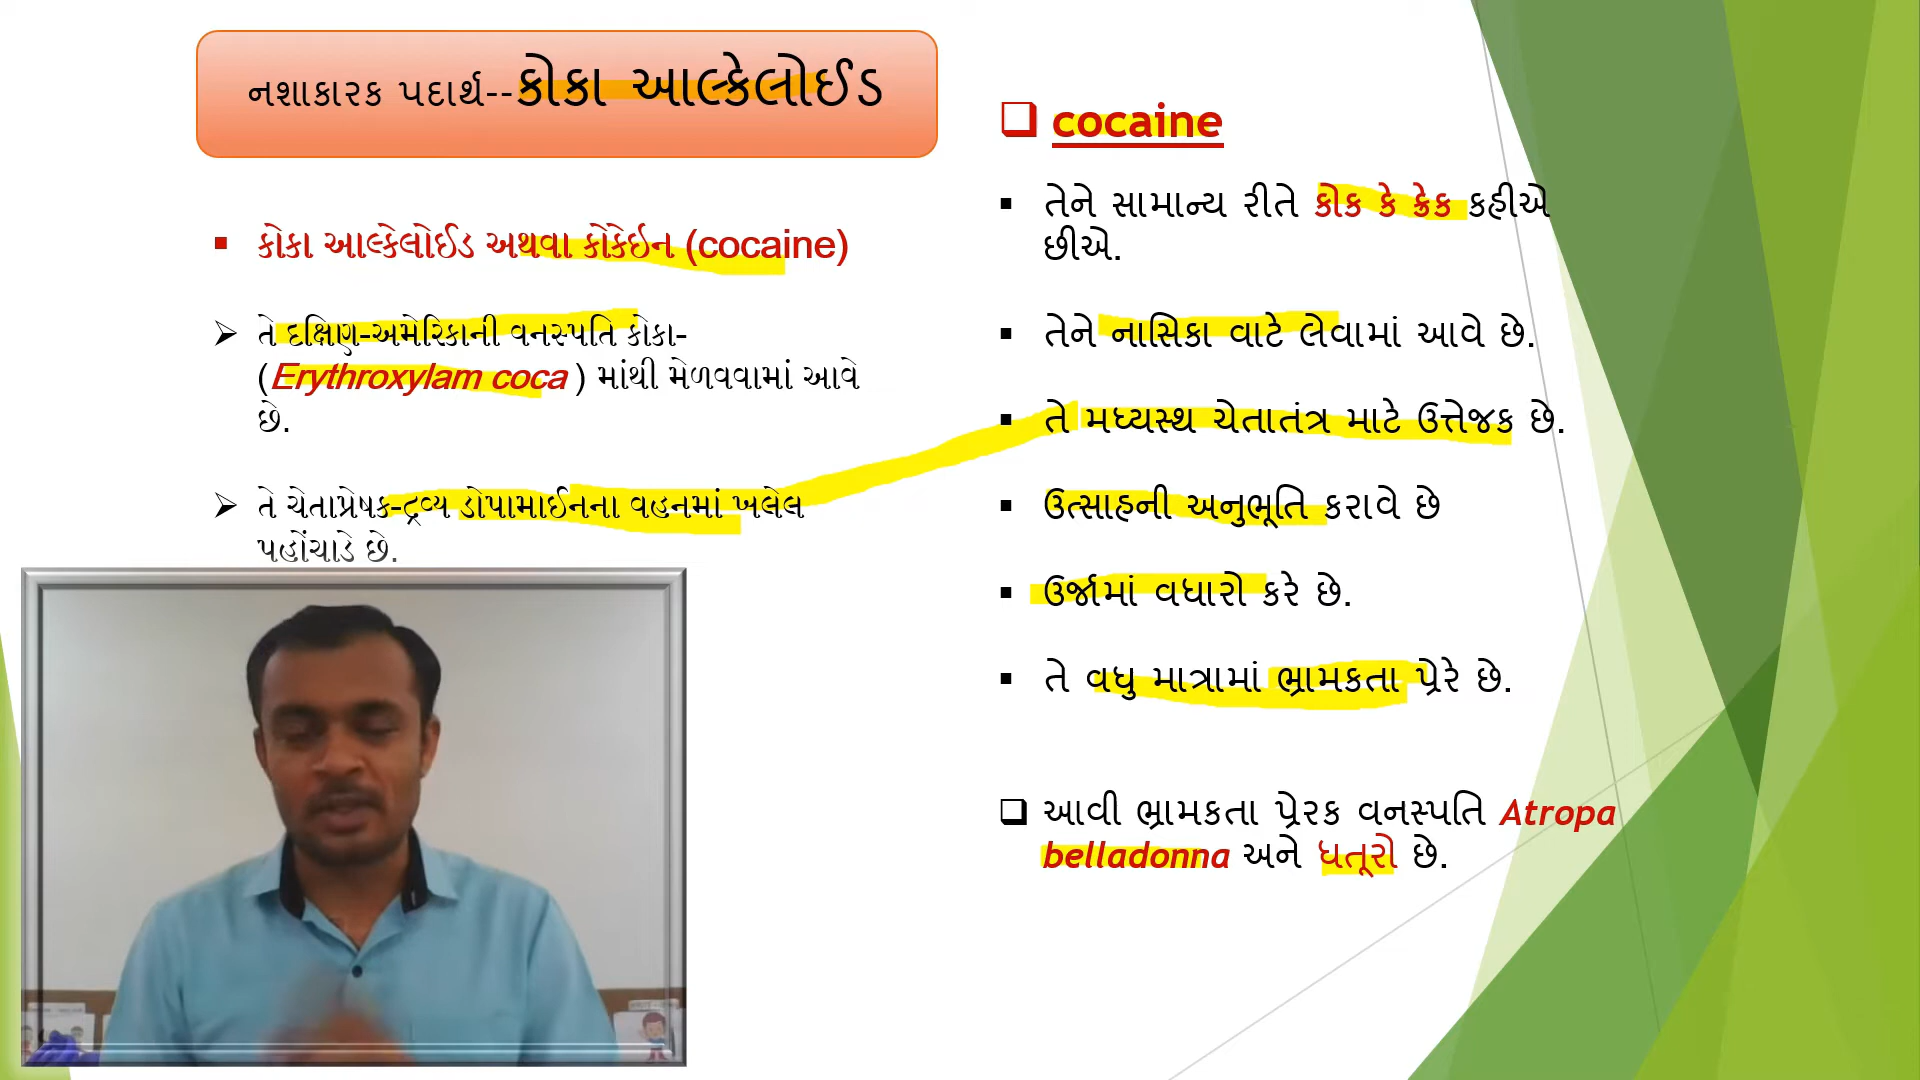 નશાકારક પદાર્થ--કોકા આલ્કેલોઈડ
કોકા આલ્કેલોઈડ અથવા કોકેઇન (cocaine)
તે દક્ષિણ-અમેરિકાની વનસ્પતિ કોકા-
(Erythroxylam coca ) માંથી મેળવવામાં આવે
છે.
તે ચેતાપ્રેષક-દ્રવ્ય ડોપામાઈનના વહનમાં ખલેલ
પહોંચાડે છે.
cocaine
તેને સામાન્ય રીતે કોક કે ક્રેક કહીએ
છીએ.
તેને નાસિકા વાટે લેવામાં આવે છે.
તે મધ્યસ્થ ચેતાતંત્ર માટે ઉત્તેજક છે.
ઉત્સાહની અનુભૂતિ કરાવે છે
ઉર્જામાં વધારો કરે છે.
તે વધુ માત્રામાં ભ્રામકતા પ્રેરે છે.
આવી ભ્રામકતા પ્રેરક વનસ્પતિ Atropa
belladonna અને ધતૂરો છે.